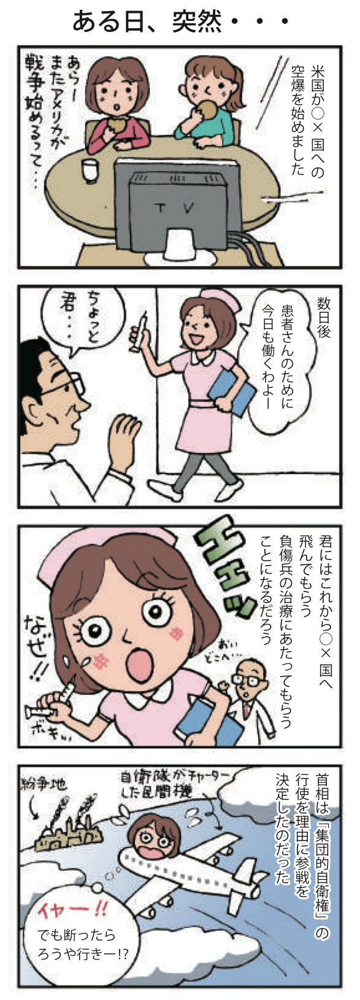 ある日、突然・・・
米国が○×国への
空爆を始めました
あらー
またアメリカが
戦争始めるって・・・
TV
数日後
患者さんのために
今日も働くわよー
ちょっと
君・・・
君にはこれから○×国へ
飛んでもらう
負傷兵の治療にあたってもらう
ことになるだろう
おい
どこへ・・・
なぜ!!
ボキッ
首相は「集団的自衛権」の
行使を理由に参戦を
決定したのだった
自衛隊がチャーター
した民間機
紛争地
イヤー!!
でも断ったら
ろうや行きー!?